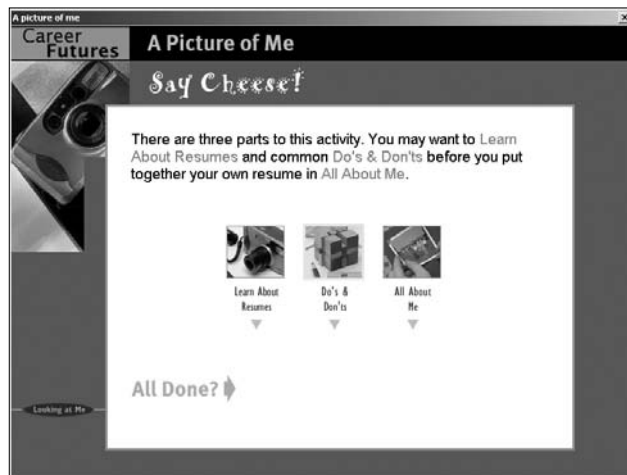 A picture of me
Career
Futures
A Picture of Me
Say Cheese!
There are three parts to this activity. You may want to Learn
About Resumes and common Do's & Don'ts before you put
together your own resume in All About Me.
Learn About
Resumes
Do's &
Don'ts
All About
Me
All Done?
Looking at Me